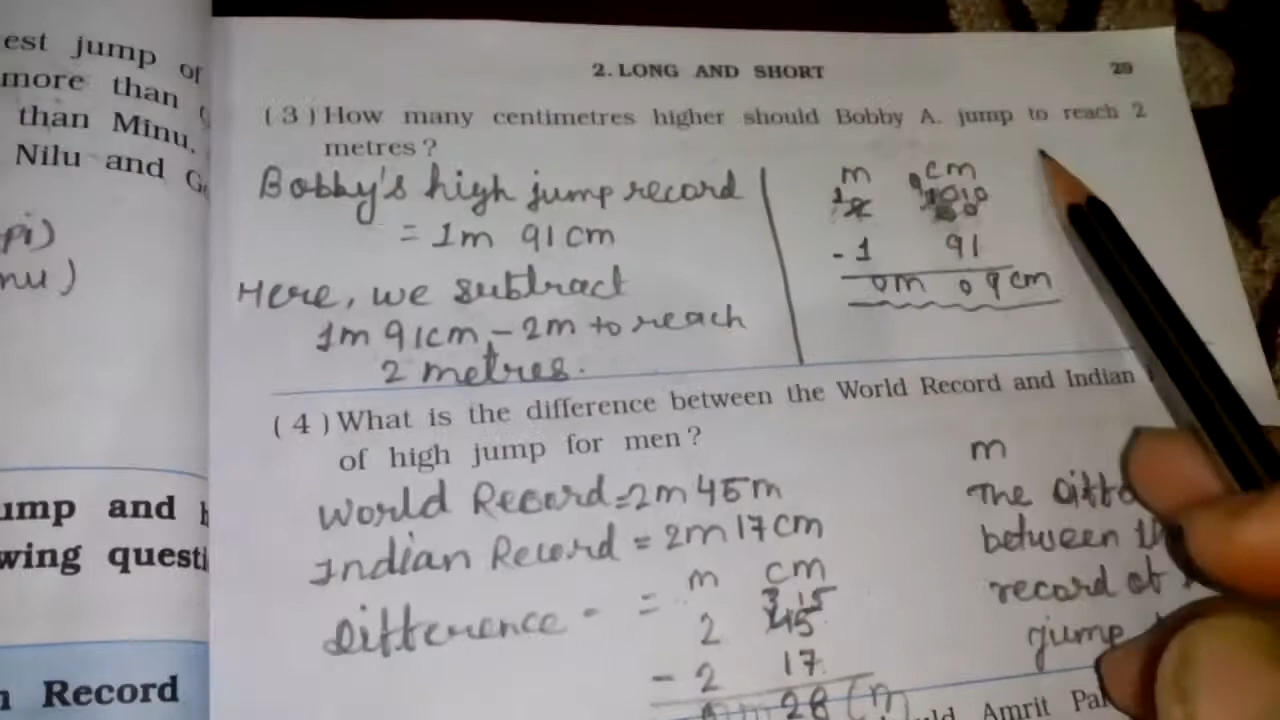 est jump of
more than
than Minu,
Nilu and
pi)
nu)
ump and
wing questi
Record
2. LONG AND SHORT 29
( 3 ) How many centimetres higher should Bobby A. jump to reach 2
metres ?
Bobby's high jump record
= 1m 91cm
Here, we subtract
1m 91cm - 2m to reach
2 metres.
m cm
- 1 91
0m 09cm
( 4 ) What is the difference between the World Record and Indian
of high jump for men ?
World Record=2m 45m
Indian Record = 2m 17cm
Difference - = m cm
3 15
2 45
- 2 17
28
m
The
between
record of
jump
Amrit